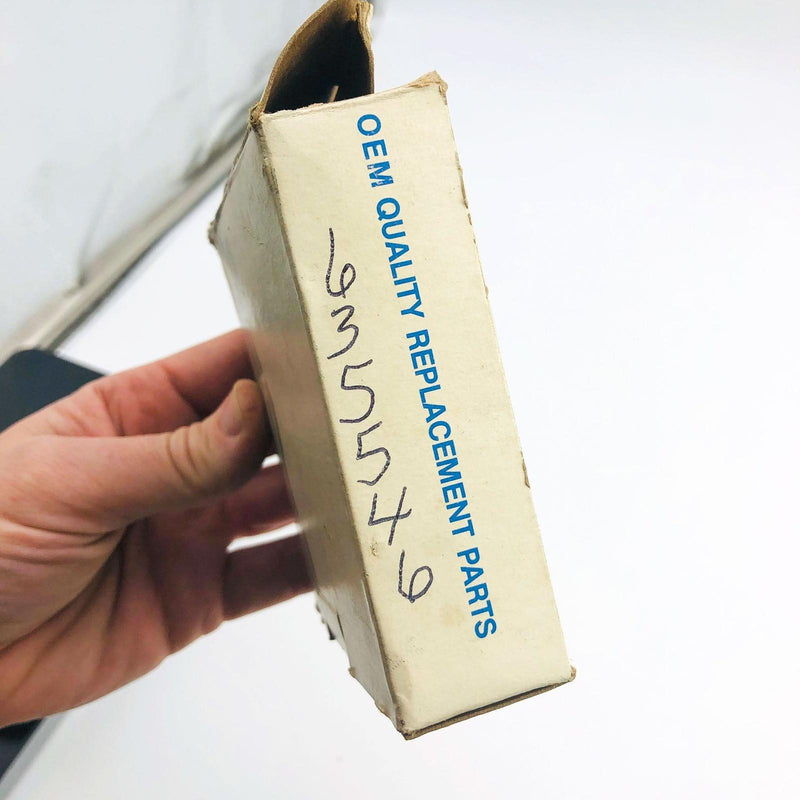 OEM QUALITY REPLACEMENT PARTS
635546